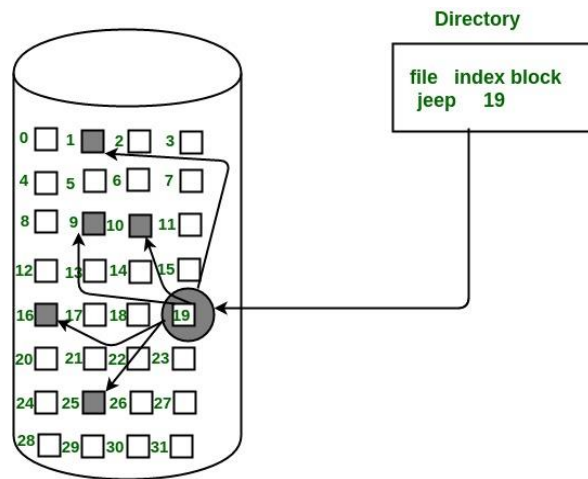 Directory
file index block
jeep 19
0 1 2 3
4 5 6 7
8 9 10 11
12 13 14 15
16 17 18 19
20 21 22 23
24 25 26 27
28 29 30 31